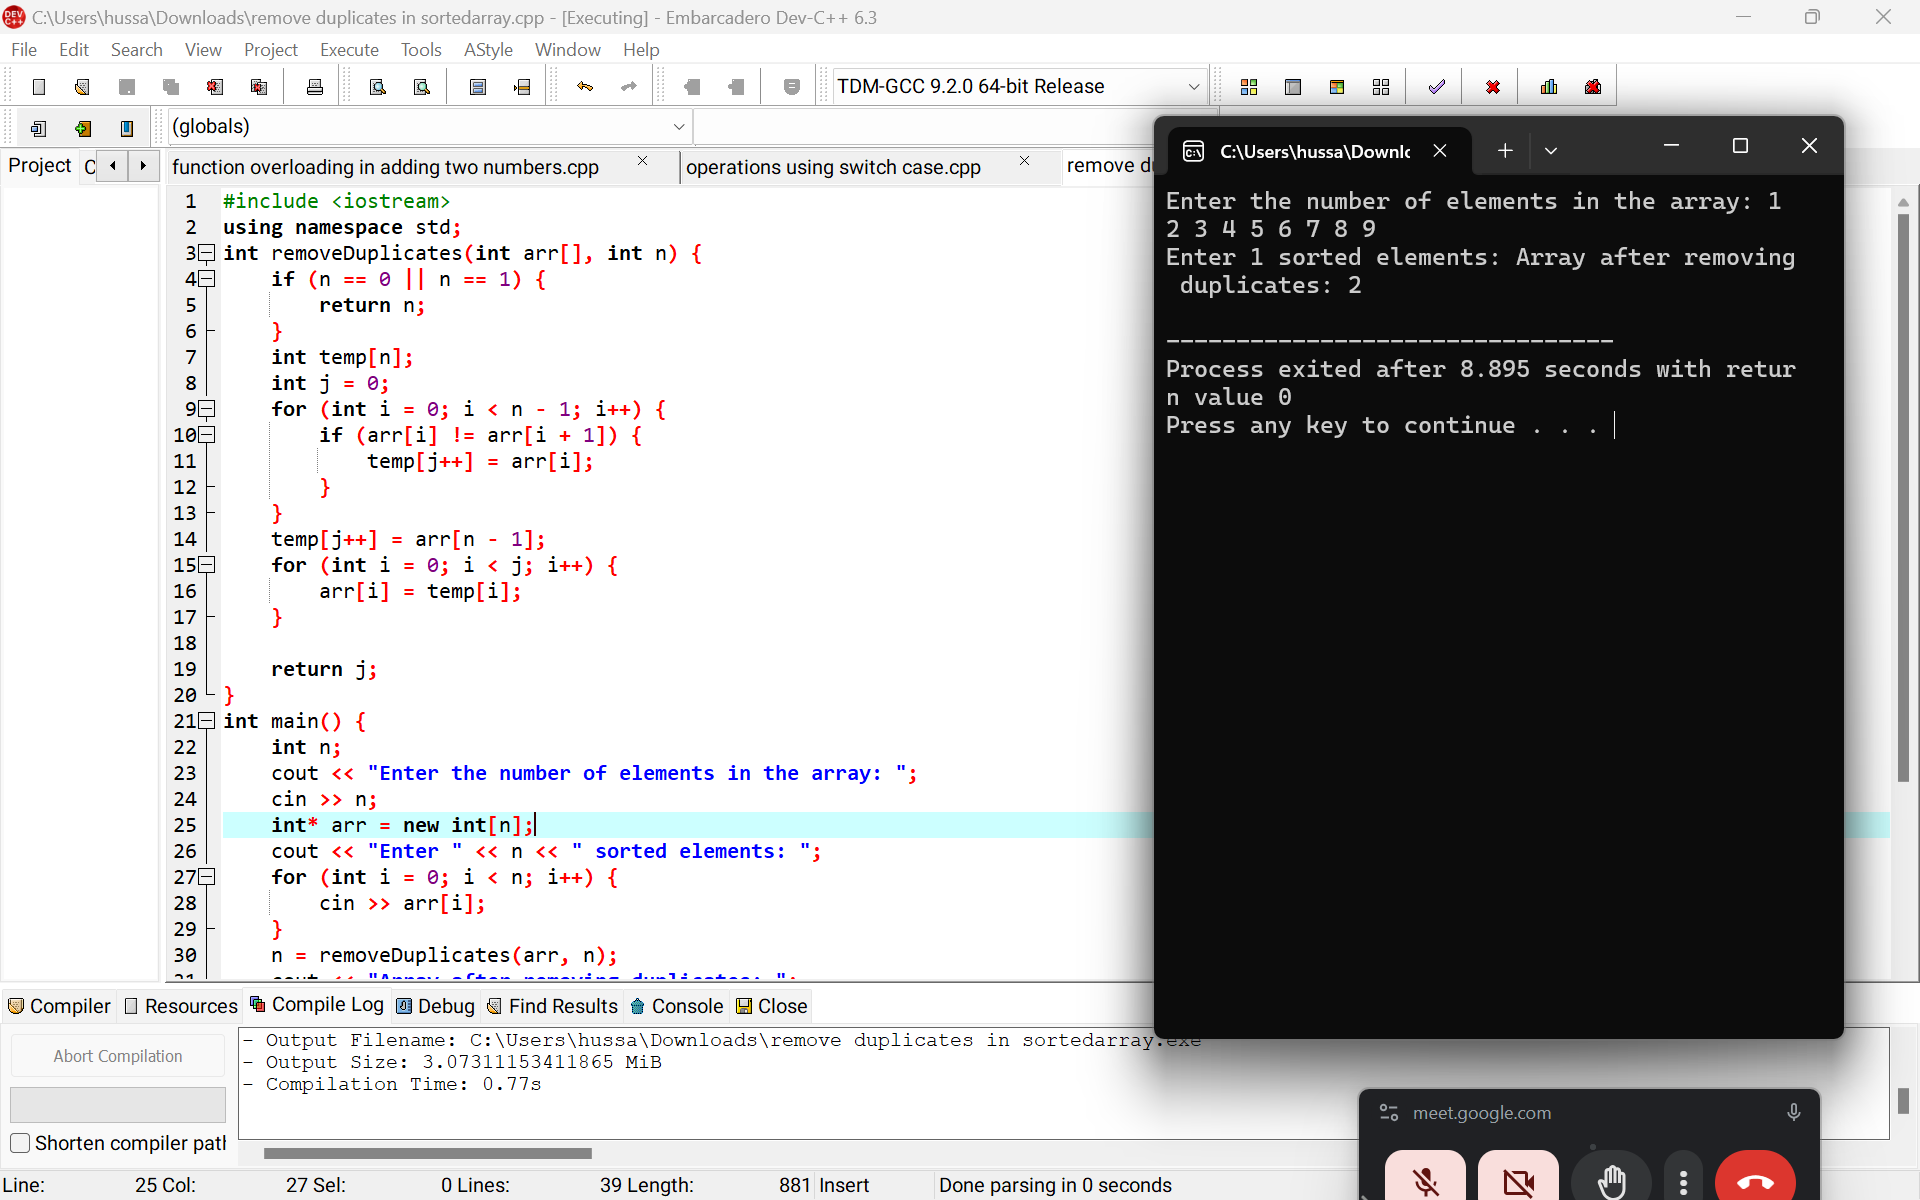 C:\Users\hussa\Downloads\remove duplicates in sortedarray.cpp - [Executing] - Embarcadero Dev-C++ 6.3
File Edit Search View Project Execute Tools AStyle Window Help
TDM-GCC 9.2.0 64-bit Release
(globals)
Project C function overloading in adding two numbers.cpp operations using switch case.cpp remove du
1 #include <iostream>
2 using namespace std;
3 int removeDuplicates(int arr[], int n) {
4 if (n == 0 || n == 1) {
5 return n;
6 }
7 int temp[n];
8 int j = 0;
9 for (int i = 0; i < n - 1; i++) {
10 if (arr[i] != arr[i + 1]) {
11 temp[j++] = arr[i];
12 }
13 }
14 temp[j++] = arr[n - 1];
15 for (int i = 0; i < j; i++) {
16 arr[i] = temp[i];
17 }
18
19 return j;
20 }
21 int main() {
22 int n;
23 cout << "Enter the number of elements in the array: ";
24 cin >> n;
25 int* arr = new int[n];
26 cout << "Enter " << n << " sorted elements: ";
27 for (int i = 0; i < n; i++) {
28 cin >> arr[i];
29 }
30 n = removeDuplicates(arr, n);
31 cout << "Array after removing duplicates: ";
C:\Users\hussa\Downlo
Enter the number of elements in the array: 1
2 3 4 5 6 7 8 9
Enter 1 sorted elements: Array after removing
duplicates: 2
--------------------------------
Process exited after 8.895 seconds with retur
n value 0
Press any key to continue . . .
Compiler Resources Compile Log Debug Find Results Console Close
Abort Compilation
Shorten compiler path
- Output Filename: C:\Users\hussa\Downloads\remove duplicates in sortedarray.exe
- Output Size: 3.07311153411865 MiB
- Compilation Time: 0.77s
meet.google.com
Line: 25 Col: 27 Sel: 0 Lines: 39 Length: 881 Insert Done parsing in 0 seconds